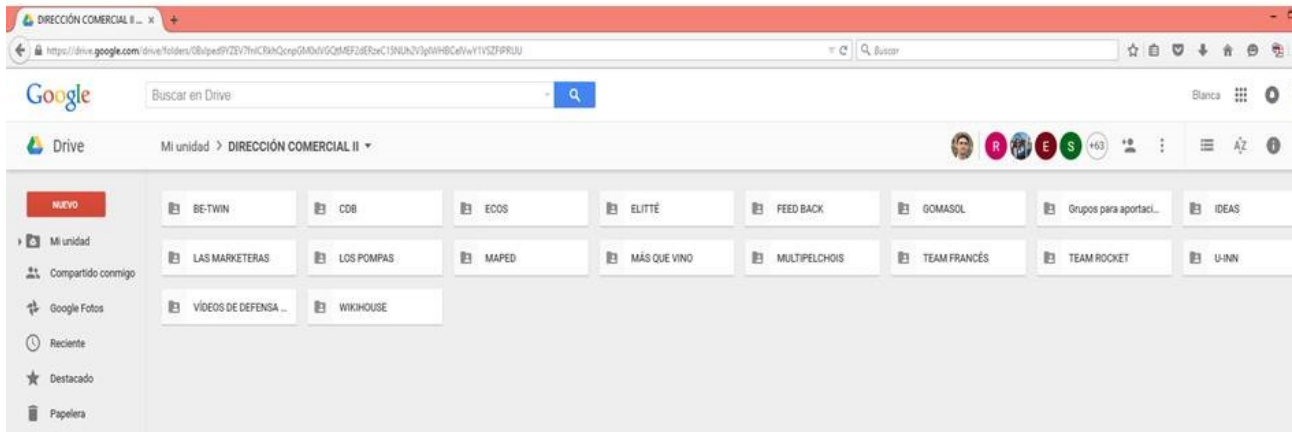 DIRECCIÓN COMERCIAL II ...
Buscar
Google
Buscar en Drive
Blanca
Drive
Mi unidad > DIRECCIÓN COMERCIAL II
R
E
S
+63
AZ
NUEVO
Mi unidad
Compartido conmigo
Google Fotos
Reciente
Destacado
Papelera
BE-TWIN
CDB
ECOS
ELITTÉ
FEED BACK
GOMASOL
Grupos para aportaci...
IDEAS
LAS MARKETERAS
LOS POMPAS
MAPED
MÁS QUE VINO
MULTIPELCHOIS
TEAM FRANCÉS
TEAM ROCKET
U-INN
VÍDEOS DE DEFENSA ...
WIKIHOUSE